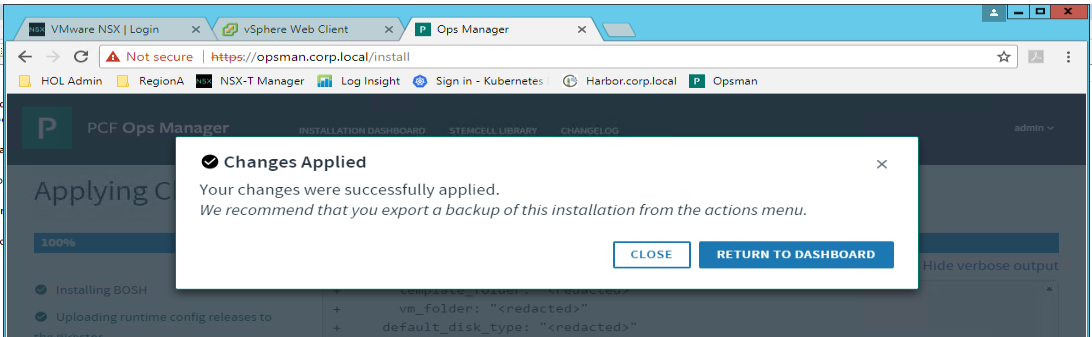 NSX VMware NSX | Login × vSphere Web Client × P Ops Manager ×
Not secure | https://opsman.corp.local/install
HOL Admin RegionA NSX NSX-T Manager Log Insight Sign in - Kubernetes Harbor.corp.local P Opsman
P PCF Ops Manager INSTALLATION DASHBOARD STEMCELL LIBRARY CHANGELOG admin
Changes Applied ×
Applying C
Your changes were successfully applied.
We recommend that you export a backup of this installation from the actions menu.
100%
CLOSE RETURN TO DASHBOARD
Hide verbose output
Installing BOSH
+ template_folder: "<redacted>
+ vm_folder: "<redacted>"
Uploading runtime config releases to
+ default_disk_type: "<redacted>"